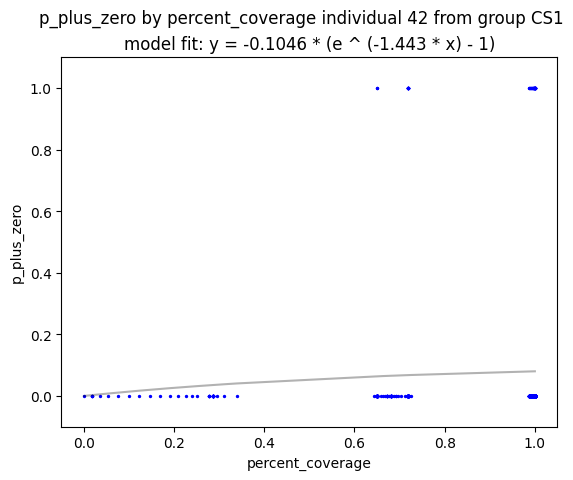 p_plus_zero by percent_coverage individual 42 from group CS1
model fit: y = -0.1046 * (e ^ (-1.443 * x) - 1)
1.0
0.8
0.6
0.4
0.2
0.0
p_plus_zero
0.0 0.2 0.4 0.6 0.8 1.0
percent_coverage